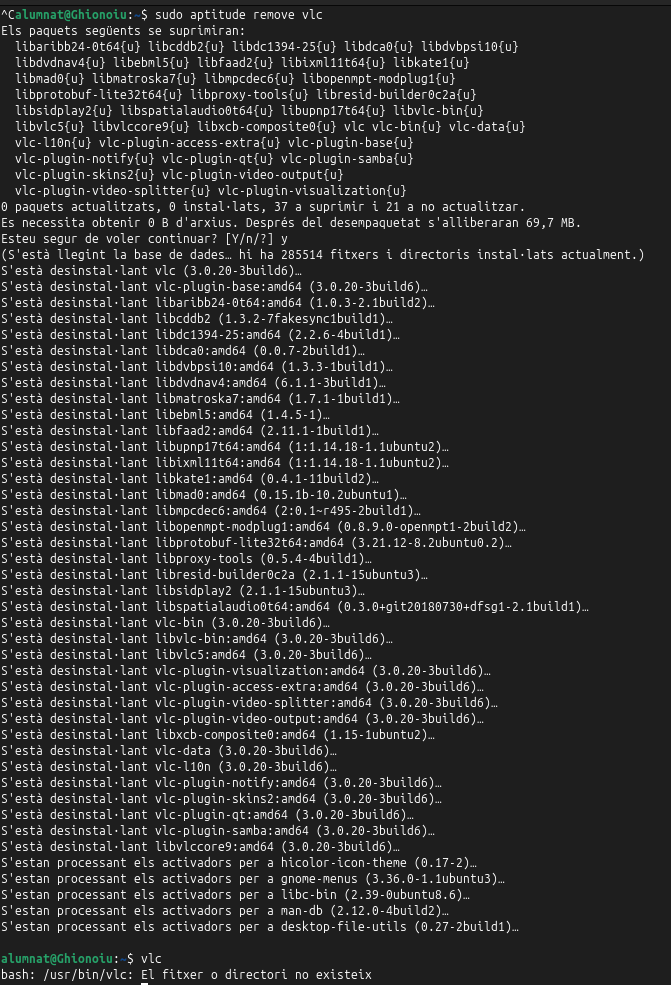 ^Calumnat@Ghionoiu:~$ sudo aptitude remove vlc
Els paquets següents se suprimiran:
  libaribb24-0t64{u} libcddb2{u} libdc1394-25{u} libdca0{u} libdvbpsi10{u}
  libdvdnav4{u} libebml5{u} libfaad2{u} libixml11t64{u} libkate1{u}
  libmad0{u} libmatroska7{u} libmpcdec6{u} libopenmpt-modplug1{u}
  libprotobuf-lite32t64{u} libproxy-tools{u} libresid-builder0c2a{u}
  libsidplay2{u} libspatialaudio0t64{u} libupnp17t64{u} libvlc-bin{u}
  libvlc5{u} libvlccore9{u} libxcb-composite0{u} vlc vlc-bin{u} vlc-data{u}
  vlc-l10n{u} vlc-plugin-access-extra{u} vlc-plugin-base{u}
  vlc-plugin-notify{u} vlc-plugin-qt{u} vlc-plugin-samba{u}
  vlc-plugin-skins2{u} vlc-plugin-video-output{u}
  vlc-plugin-video-splitter{u} vlc-plugin-visualization{u}
0 paquets actualitzats, 0 instal·lats, 37 a suprimir i 21 a no actualitzar.
Es necessita obtenir 0 B d'arxius. Després del desempaquetat s'alliberaran 69,7 MB.
Esteu segur de voler continuar? [Y/n/?] y
(S'està llegint la base de dades… hi ha 285514 fitxers i directoris instal·lats actualment.)
S'està desinstal·lant vlc (3.0.20-3build6)…
S'està desinstal·lant vlc-plugin-base:amd64 (3.0.20-3build6)…
S'està desinstal·lant libaribb24-0t64:amd64 (1.0.3-2.1build2)…
S'està desinstal·lant libcddb2 (1.3.2-7fakesync1build1)…
S'està desinstal·lant libdc1394-25:amd64 (2.2.6-4build1)…
S'està desinstal·lant libdca0:amd64 (0.0.7-2build1)…
S'està desinstal·lant libdvbpsi10:amd64 (1.3.3-1build1)…
S'està desinstal·lant libdvdnav4:amd64 (6.1.1-3build1)…
S'està desinstal·lant libmatroska7:amd64 (1.7.1-1build1)…
S'està desinstal·lant libebml5:amd64 (1.4.5-1)…
S'està desinstal·lant libfaad2:amd64 (2.11.1-1build1)…
S'està desinstal·lant libupnp17t64:amd64 (1:1.14.18-1.1ubuntu2)…
S'està desinstal·lant libixml11t64:amd64 (1:1.14.18-1.1ubuntu2)…
S'està desinstal·lant libkate1:amd64 (0.4.1-11build2)…
S'està desinstal·lant libmad0:amd64 (0.15.1b-10.2ubuntu1)…
S'està desinstal·lant libmpcdec6:amd64 (2:0.1~r495-2build1)…
S'està desinstal·lant libopenmpt-modplug1:amd64 (0.8.9.0-openmpt1-2build2)…
S'està desinstal·lant libprotobuf-lite32t64:amd64 (3.21.12-8.2ubuntu0.2)…
S'està desinstal·lant libproxy-tools (0.5.4-4build1)…
S'està desinstal·lant libresid-builder0c2a (2.1.1-15ubuntu3)…
S'està desinstal·lant libsidplay2 (2.1.1-15ubuntu3)…
S'està desinstal·lant libspatialaudio0t64:amd64 (0.3.0+git20180730+dfsg1-2.1build1)…
S'està desinstal·lant vlc-bin (3.0.20-3build6)…
S'està desinstal·lant libvlc-bin:amd64 (3.0.20-3build6)…
S'està desinstal·lant libvlc5:amd64 (3.0.20-3build6)…
S'està desinstal·lant vlc-plugin-visualization:amd64 (3.0.20-3build6)…
S'està desinstal·lant vlc-plugin-access-extra:amd64 (3.0.20-3build6)…
S'està desinstal·lant vlc-plugin-video-splitter:amd64 (3.0.20-3build6)…
S'està desinstal·lant vlc-plugin-video-output:amd64 (3.0.20-3build6)…
S'està desinstal·lant libxcb-composite0:amd64 (1.15-1ubuntu2)…
S'està desinstal·lant vlc-data (3.0.20-3build6)…
S'està desinstal·lant vlc-l10n (3.0.20-3build6)…
S'està desinstal·lant vlc-plugin-notify:amd64 (3.0.20-3build6)…
S'està desinstal·lant vlc-plugin-skins2:amd64 (3.0.20-3build6)…
S'està desinstal·lant vlc-plugin-qt:amd64 (3.0.20-3build6)…
S'està desinstal·lant vlc-plugin-samba:amd64 (3.0.20-3build6)…
S'està desinstal·lant libvlccore9:amd64 (3.0.20-3build6)…
S'estan processant els activadors per a hicolor-icon-theme (0.17-2)…
S'estan processant els activadors per a gnome-menus (3.36.0-1.1ubuntu3)…
S'estan processant els activadors per a libc-bin (2.39-0ubuntu8.6)…
S'estan processant els activadors per a man-db (2.12.0-4build2)…
S'estan processant els activadors per a desktop-file-utils (0.27-2build1)…
alumnat@Ghionoiu:~$ vlc
bash: /usr/bin/vlc: El fitxer o directori no existeix